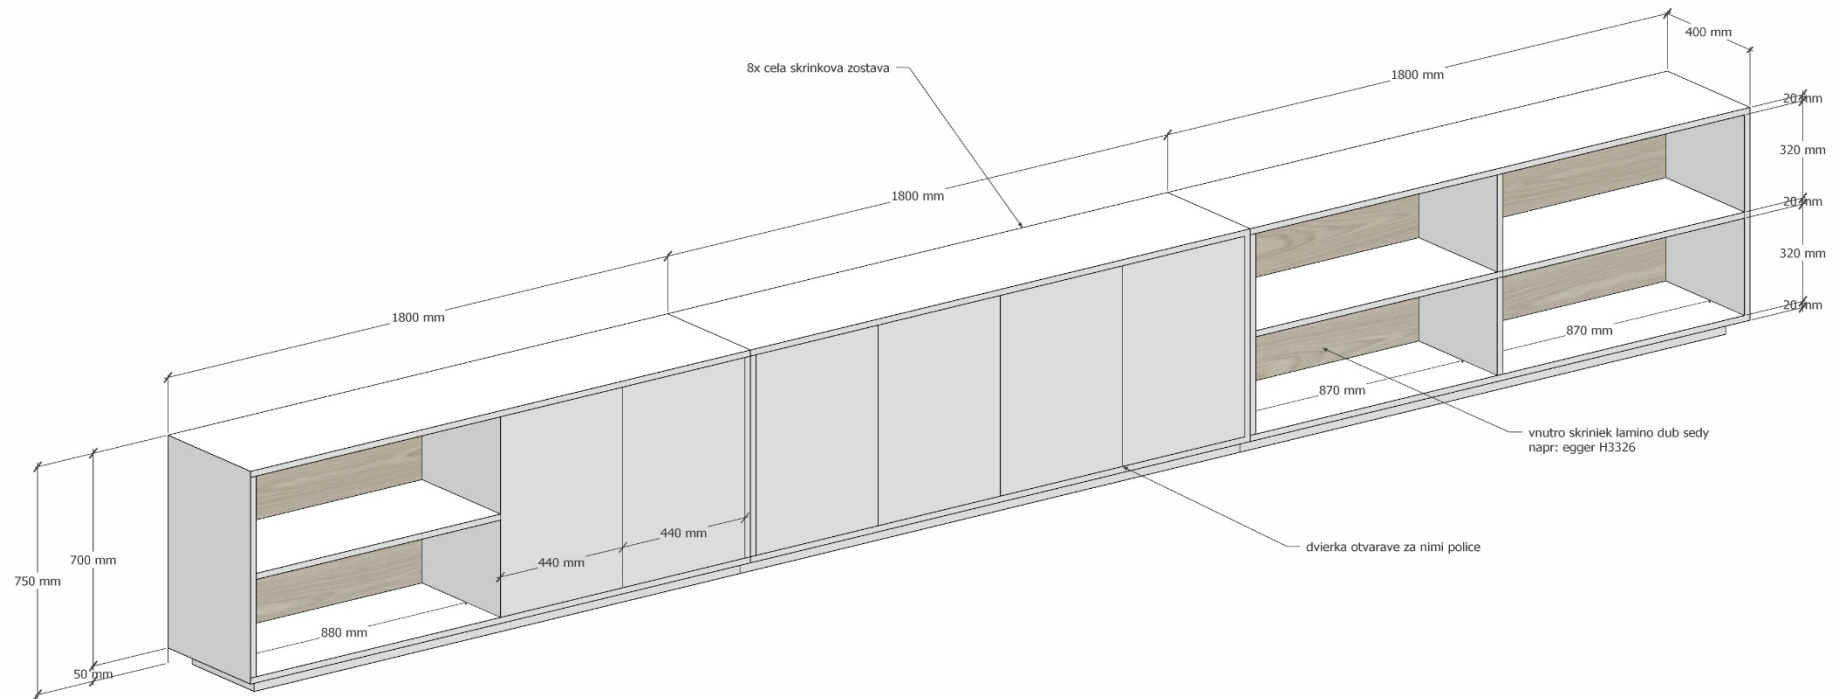 400 mm
8x cela skrinkova zostava
1800 mm
20 mm
320 mm
1800 mm
20 mm
320 mm
20 mm
1800 mm
870 mm
870 mm
vnutro skriniek lamino dub sedy
napr: egger H3326
440 mm
dvierka otvarave za nimi police
700 mm
440 mm
750 mm
880 mm
50 mm